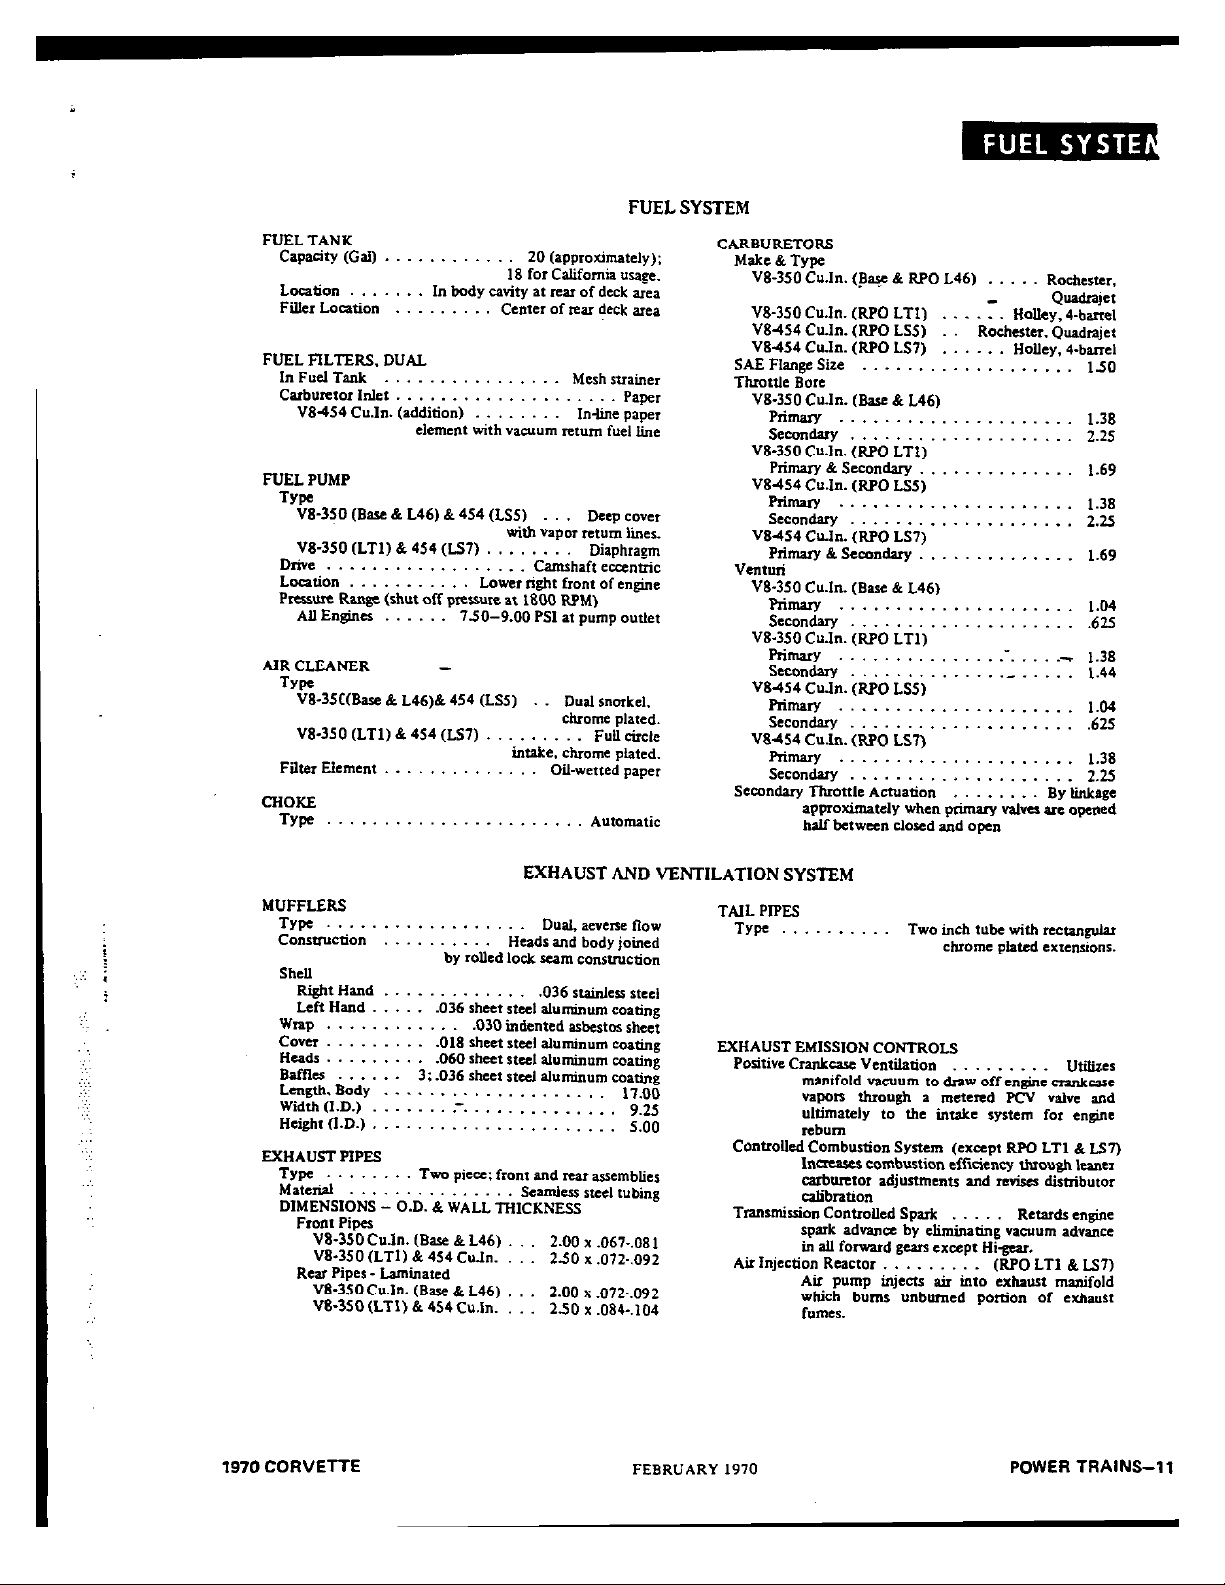 FUEL SYSTEM
FUEL SYSTEM
FUEL TANK
Capacity (Gal) . . . . . . . . . . . . 20 (approximately);
18 for California usage.
Location . . . . . . . In body cavity at rear of deck area
Filler Location . . . . . . . . . Center of rear deck area
FUEL FILTERS, DUAL
In Fuel Tank . . . . . . . . . . . . . . . . Mesh strainer
Carburetor Inlet . . . . . . . . . . . . . . . . . . . . Paper
V8-454 Cu.In. (addition) . . . . . . . . In-line paper
element with vacuum return fuel line
FUEL PUMP
Type
V8-350 (Base & L46) & 454 (LS5) . . . Deep cover
with vapor return lines.
V8-350 (LT1) & 454 (LS7) . . . . . . . . Diaphragm
Drive . . . . . . . . . . . . . . . . . . Camshaft eccentric
Location . . . . . . . . . . . Lower right front of engine
Pressure Range (shut off pressure at 1800 RPM)
All Engines . . . . . . 7.50–9.00 PSI at pump outlet
AIR CLEANER
Type
V8-35((Base & L46)& 454 (LS5) . . Dual snorkel,
chrome plated.
V8-350 (LT1) & 454 (LS7) . . . . . . . . . Full circle
intake, chrome plated.
Filter Element . . . . . . . . . . . . . . Oil-wetted paper
CHOKE
Type . . . . . . . . . . . . . . . . . . . . . . . Automatic
CARBURETORS
Make & Type
V8-350 Cu.In. (Base & RPO L46) . . . . . Rochester,
Quadrajet
V8-350 Cu.In. (RPO LT1) . . . . . . Holley, 4-barrel
V8-454 Cu.In. (RPO LS5) . . Rochester, Quadrajet
V8-454 Cu.In. (RPO LS7) . . . . . . Holley, 4-barrel
SAE Flange Size . . . . . . . . . . . . . . . . . . . 1.50
Throttle Bore
V8-350 Cu.In. (Base & L46)
Primary . . . . . . . . . . . . . . . . . . . . . 1.38
Secondary . . . . . . . . . . . . . . . . . . . . 2.25
V8-350 Cu.In. (RPO LT1)
Primary & Secondary . . . . . . . . . . . . . . 1.69
V8-454 Cu.In. (RPO LS5)
Primary . . . . . . . . . . . . . . . . . . . . . 1.38
Secondary . . . . . . . . . . . . . . . . . . . . 2.25
V8-454 Cu.In. (RPO LS7)
Primary & Secondary . . . . . . . . . . . . . . 1.69
Venturi
V8-350 Cu.In. (Base & L46)
Primary . . . . . . . . . . . . . . . . . . . . . 1.04
Secondary . . . . . . . . . . . . . . . . . . . . .625
V8-350 Cu.In. (RPO LT1)
Primary . . . . . . . . . . . . . . . . . . . . . 1.38
Secondary . . . . . . . . . . . . . . . . . . . . 1.44
V8-454 Cu.In. (RPO LS5)
Primary . . . . . . . . . . . . . . . . . . . . . 1.04
Secondary . . . . . . . . . . . . . . . . . . . . .625
V8-454 Cu.In. (RPO LS7)
Primary . . . . . . . . . . . . . . . . . . . . . 1.38
Secondary . . . . . . . . . . . . . . . . . . . . 2.25
Secondary Throttle Actuation . . . . . . . . By linkage
approximately when primary valves are opened
half between closed and open
EXHAUST AND VENTILATION SYSTEM
MUFFLERS
Type . . . . . . . . . . . . . . . . . . Dual, aeverse flow
Construction . . . . . . . . . . Heads and body joined
by rolled lock seam construction
Shell
Right Hand . . . . . . . . . . . . . .036 stainless steel
Left Hand . . . . . .036 sheet steel aluminum coating
Wrap . . . . . . . . . . . . .030 indented asbestos sheet
Cover . . . . . . . . . .018 sheet steel aluminum coating
Heads . . . . . . . . . .060 sheet steel aluminum coating
Baffles . . . . . . 3; .036 sheet steel aluminum coating
Length, Body . . . . . . . . . . . . . . . . . . . . 17.00
Width (I.D.) . . . . . . . . . . . . . . . . . . . . . . 9.25
Height (I.D.) . . . . . . . . . . . . . . . . . . . . . . 5.00
EXHAUST PIPES
Type . . . . . . . . Two piece; front and rear assemblies
Material . . . . . . . . . . . . . . . Seamless steel tubing
DIMENSIONS – O.D. & WALL THICKNESS
Front Pipes
V8-350 Cu.In. (Base & L46) . . . 2.00 x .067-.081
V8-350 (LT1) & 454 Cu.In. . . . 2.50 x .072-.092
Rear Pipes - Laminated
V8-350 Cu.In. (Base & L46) . . . 2.00 x .072-.092
V8-350 (LT1) & 454 Cu.In. . . . 2.50 x .084-.104
TAIL PIPES
Type . . . . . . . . . . Two inch tube with rectangular
chrome plated extensions.
EXHAUST EMISSION CONTROLS
Positive Crankcase Ventilation . . . . . . . . . Utilizes
manifold vacuum to draw off engine crankcase
vapors through a metered PCV valve and
ultimately to the intake system for engine
reburn
Controlled Combustion System (except RPO LT1 & LS7)
Increases combustion efficiency through leaner
carburetor adjustments and revises distributor
calibration
Transmission Controlled Spark . . . . . Retards engine
spark advance by eliminating vacuum advance
in all forward gears except Hi-gear.
Air Injection Reactor . . . . . . . . . (RPO LT1 & LS7)
Air pump injects air into exhaust manifold
which burns unburned portion of exhaust
fumes.
1970 CORVETTE
FEBRUARY 1970
POWER TRAINS–11